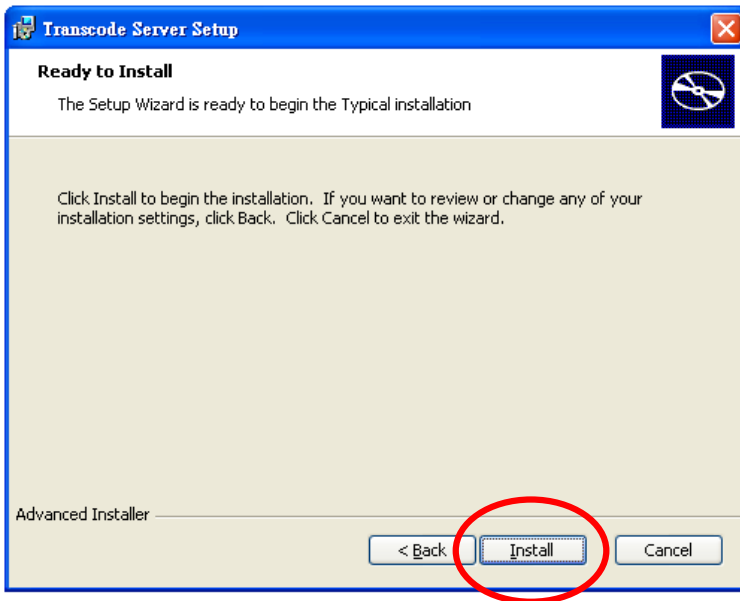 Transcode Server Setup
Ready to Install
The Setup Wizard is ready to begin the Typical installation
Click Install to begin the installation.  If you want to review or change any of your
installation settings, click Back.  Click Cancel to exit the wizard.
Advanced Installer
< Back
Install
Cancel